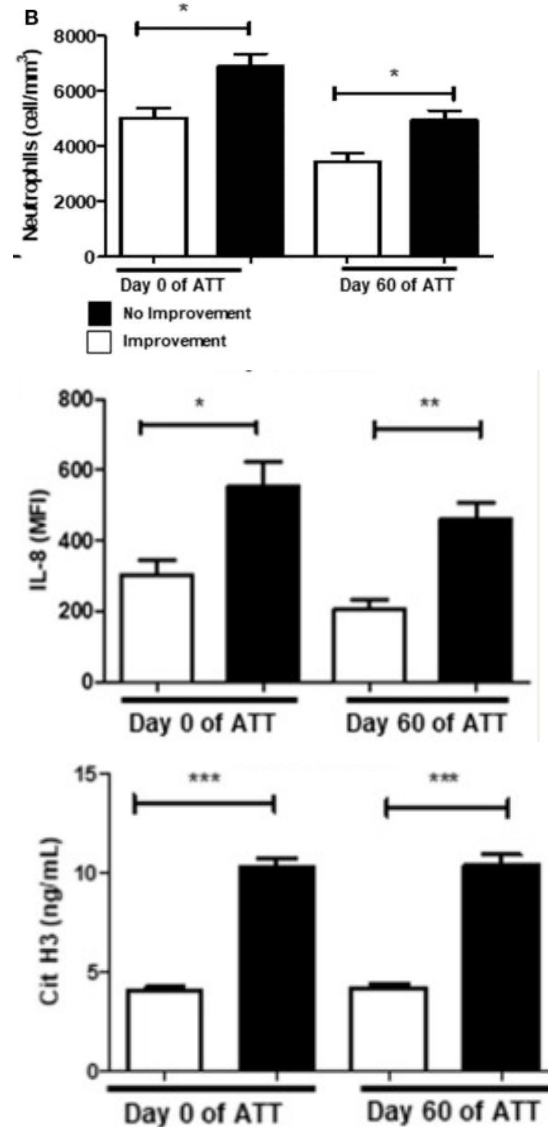 B
*
*
8000
6000
4000
2000
0
Neutrophils (cell/mm³)
Day 0 of ATT
Day 60 of ATT
No Improvement
Improvement
*
**
800
600
400
200
0
IL-8 (MFI)
Day 0 of ATT
Day 60 of ATT
***
***
15
10
5
0
Cit H3 (ng/mL)
Day 0 of ATT
Day 60 of ATT